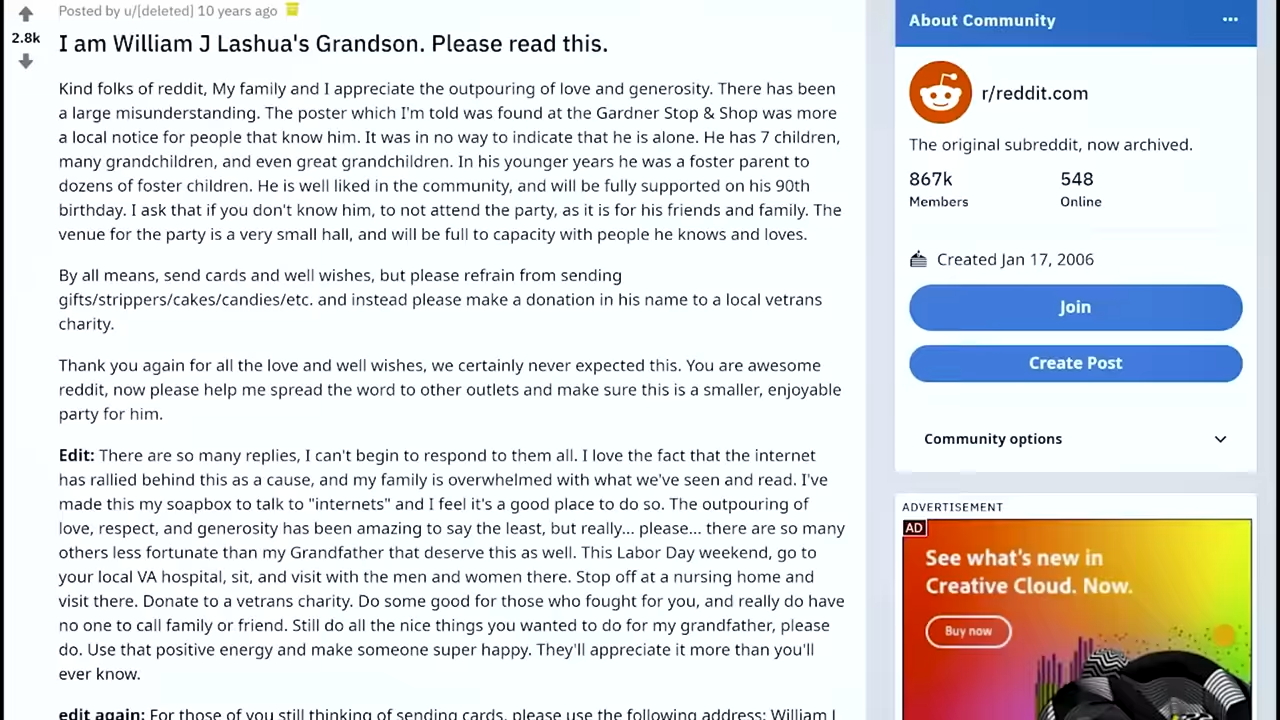 Posted by u/[deleted] 10 years ago
2.8k
I am William J Lashua's Grandson. Please read this.
Kind folks of reddit, My family and I appreciate the outpouring of love and generosity. There has been
a large misunderstanding. The poster which I'm told was found at the Gardner Stop & Shop was more
a local notice for people that know him. It was in no way to indicate that he is alone. He has 7 children,
many grandchildren, and even great grandchildren. In his younger years he was a foster parent to
dozens of foster children. He is well liked in the community, and will be fully supported on his 90th
birthday. I ask that if you don't know him, to not attend the party, as it is for his friends and family. The
venue for the party is a very small hall, and will be full to capacity with people he knows and loves.
By all means, send cards and well wishes, but please refrain from sending
gifts/strippers/cakes/candies/etc. and instead please make a donation in his name to a local vetrans
charity.
Thank you again for all the love and well wishes, we certainly never expected this. You are awesome
reddit, now please help me spread the word to other outlets and make sure this is a smaller, enjoyable
party for him.
Edit: There are so many replies, I can't begin to respond to them all. I love the fact that the internet
has rallied behind this as a cause, and my family is overwhelmed with what we've seen and read. I've
made this my soapbox to talk to "internets" and I feel it's a good place to do so. The outpouring of
love, respect, and generosity has been amazing to say the least, but really... please... there are so many
others less fortunate than my Grandfather that deserve this as well. This Labor Day weekend, go to
your local VA hospital, sit, and visit with the men and women there. Stop off at a nursing home and
visit there. Donate to a vetrans charity. Do some good for those who fought for you, and really do have
no one to call family or friend. Still do all the nice things you wanted to do for my grandfather, please
do. Use that positive energy and make someone super happy. They'll appreciate it more than you'll
ever know.
edit again: For those of you still thinking of sending cards, please use the following address: William J
About Community
r/reddit.com
The original subreddit, now archived.
867k 548
Members Online
Created Jan 17, 2006
Join
Create Post
Community options
ADVERTISEMENT
AD
See what's new in
Creative Cloud. Now.
Buy now